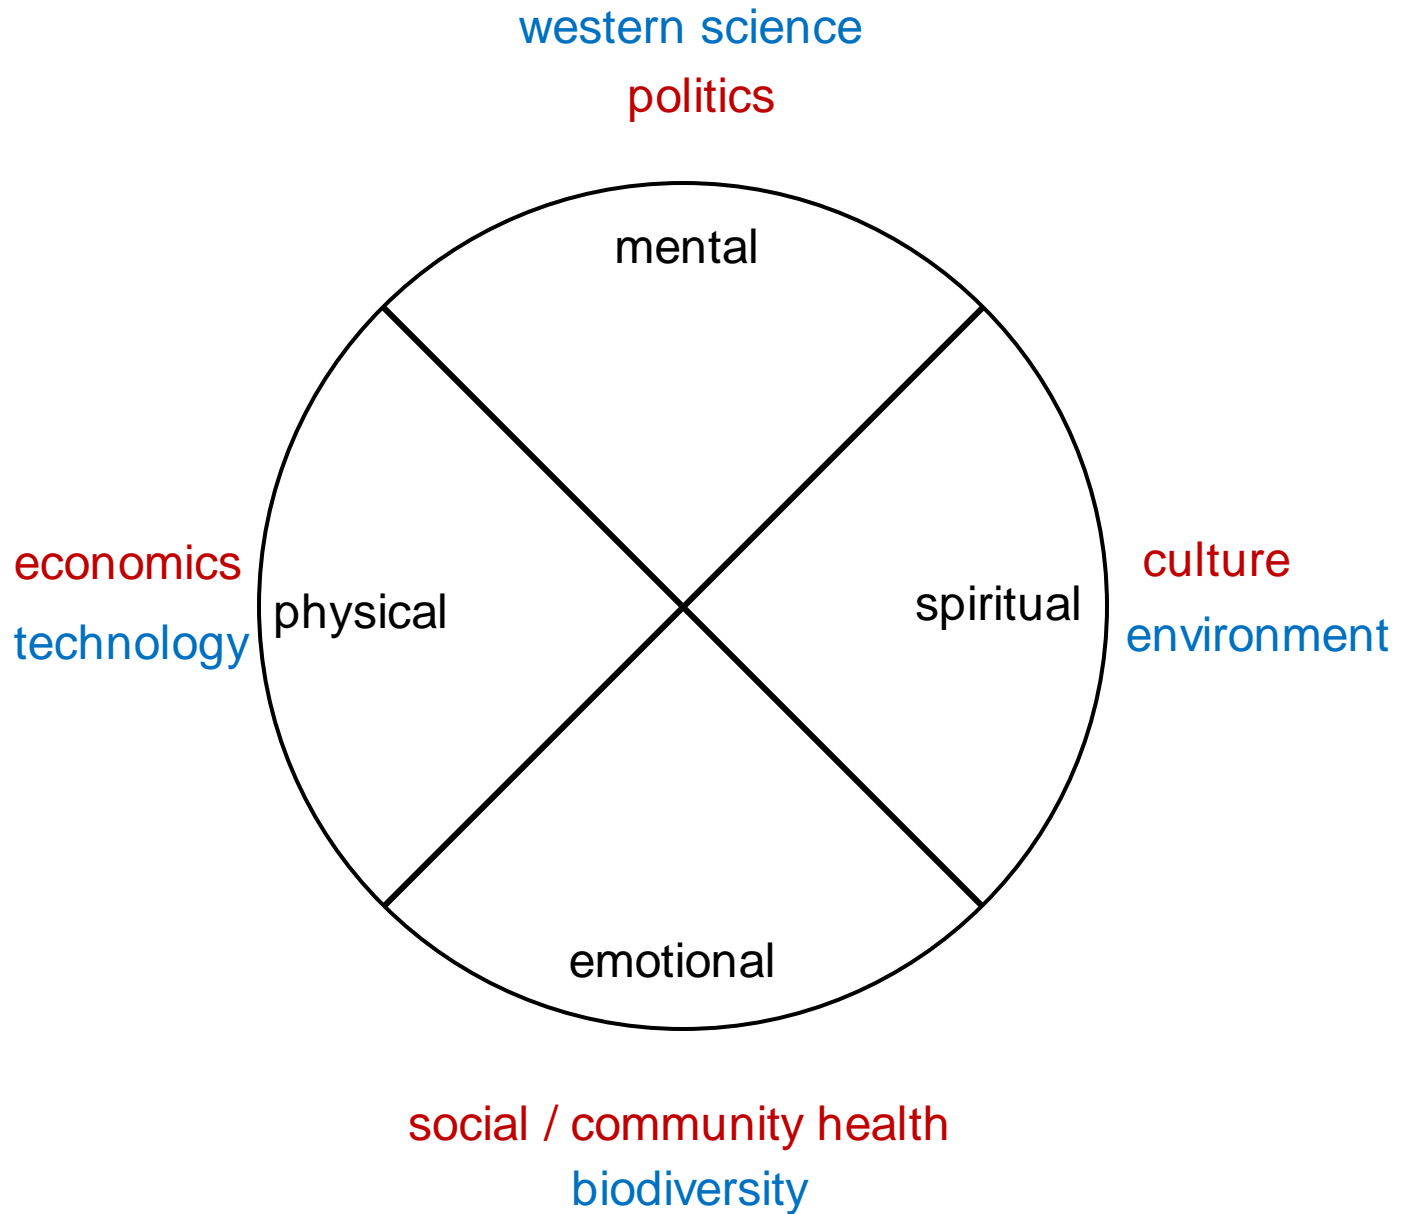 western science
politics
mental
economics
culture
physical
spiritual
technology
environment
emotional
social / community health
biodiversity